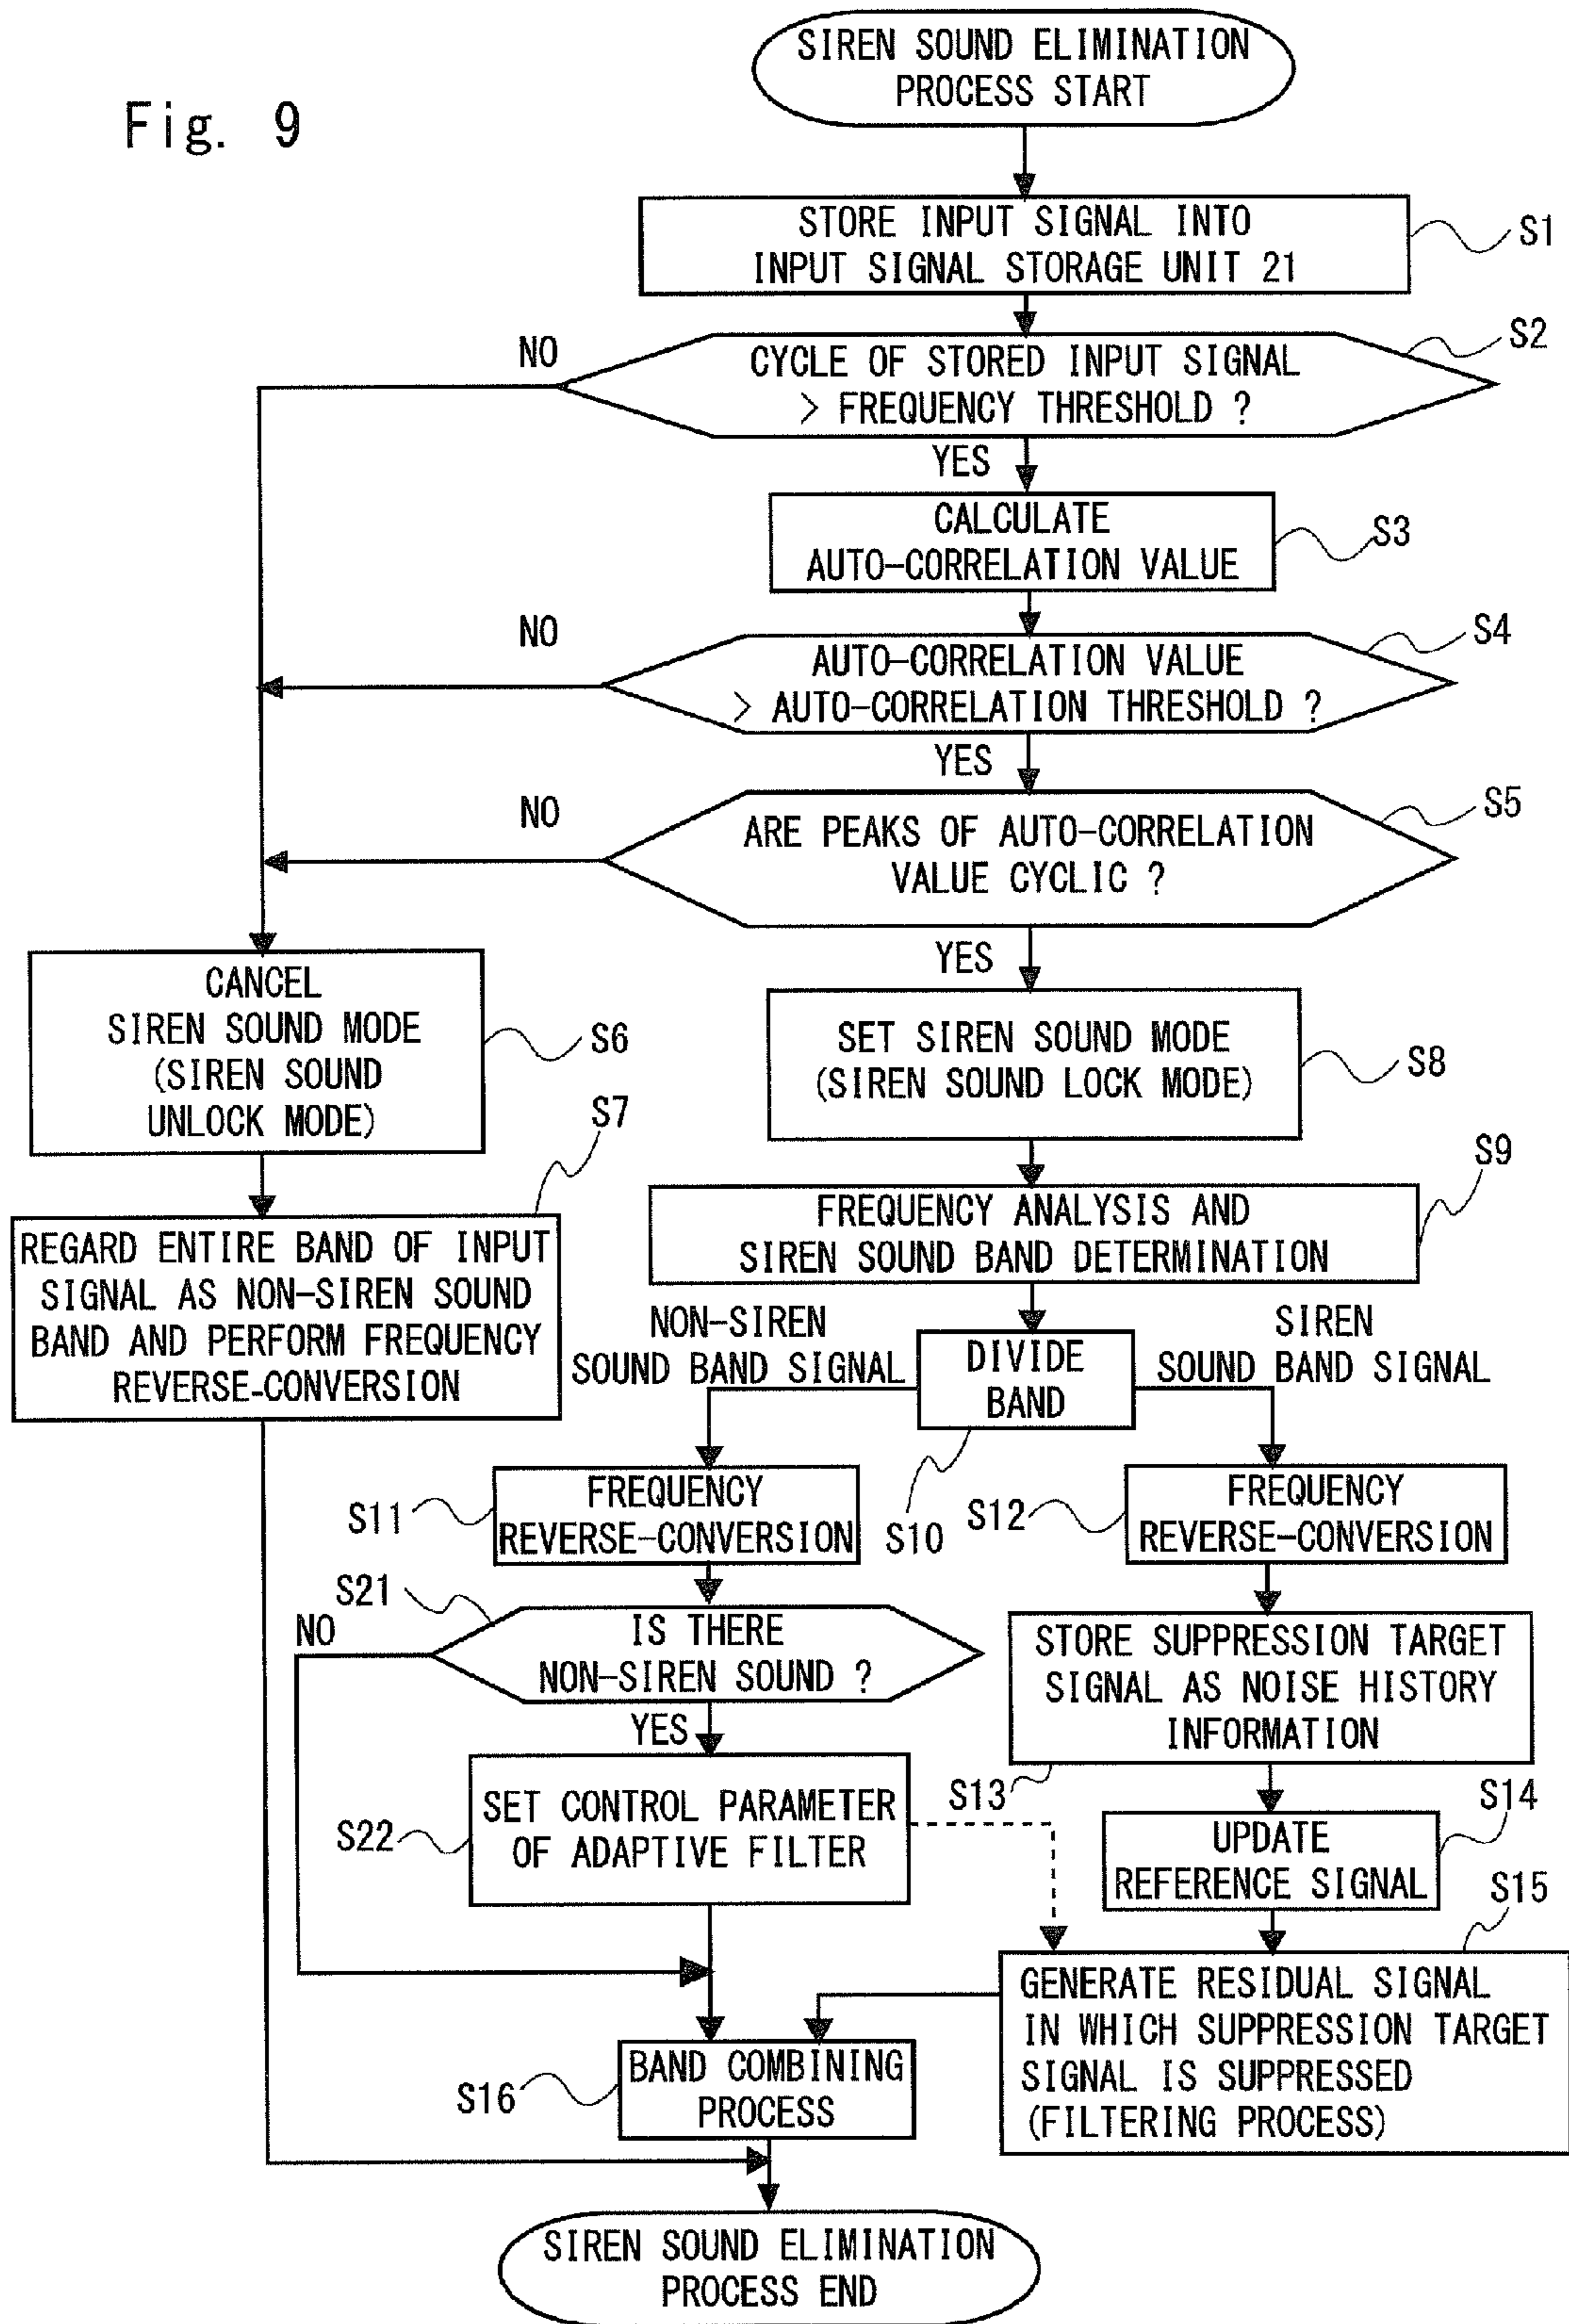 Fig. 9
SIREN SOUND ELIMINATION
PROCESS START
STORE INPUT SIGNAL INTO
INPUT SIGNAL STORAGE UNIT 21
S1
CYCLE OF STORED INPUT SIGNAL
> FREQUENCY THRESHOLD ?
S2
NO
YES
CALCULATE
AUTO-CORRELATION VALUE
S3
AUTO-CORRELATION VALUE
> AUTO-CORRELATION THRESHOLD ?
S4
NO
YES
ARE PEAKS OF AUTO-CORRELATION
VALUE CYCLIC ?
S5
NO
YES
CANCEL
SIREN SOUND MODE
(SIREN SOUND
UNLOCK MODE)
S6
SET SIREN SOUND MODE
(SIREN SOUND LOCK MODE)
S8
S7
REGARD ENTIRE BAND OF INPUT
SIGNAL AS NON-SIREN SOUND
BAND AND PERFORM FREQUENCY
REVERSE-CONVERSION
S9
FREQUENCY ANALYSIS AND
SIREN SOUND BAND DETERMINATION
NON-SIREN
SOUND BAND SIGNAL
DIVIDE
BAND
SIREN
SOUND BAND SIGNAL
S11
FREQUENCY
REVERSE-CONVERSION
S10
S12
FREQUENCY
REVERSE-CONVERSION
S21
NO
IS THERE
NON-SIREN SOUND ?
YES
STORE SUPPRESSION TARGET
SIGNAL AS NOISE HISTORY
INFORMATION
S13
S22
SET CONTROL PARAMETER
OF ADAPTIVE FILTER
S14
UPDATE
REFERENCE SIGNAL
S15
GENERATE RESIDUAL SIGNAL
IN WHICH SUPPRESSION TARGET
SIGNAL IS SUPPRESSED
(FILTERING PROCESS)
S16
BAND COMBINING
PROCESS
SIREN SOUND ELIMINATION
PROCESS END